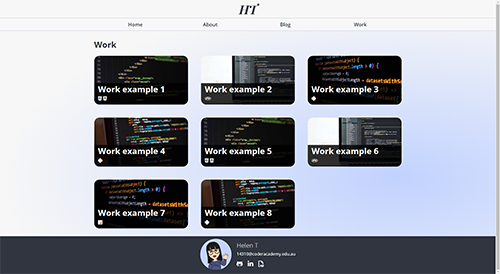 HT
Home About Blog Work
Work
Work example 1
Work example 2
Work example 3
Work example 4
Work example 5
Work example 6
Work example 7
Work example 8
Helen T
14310@coderacademy.edu.au